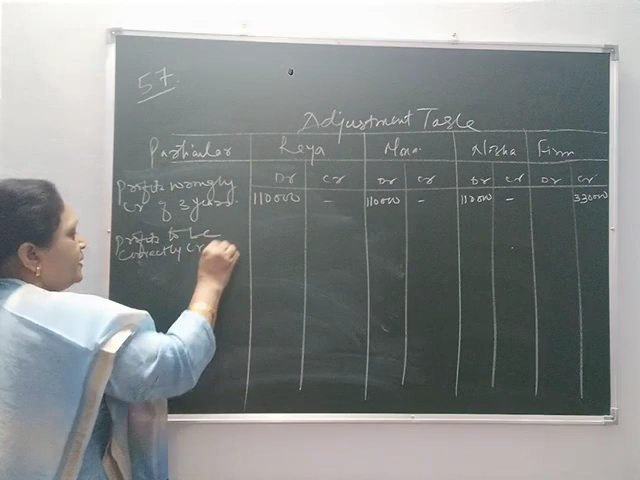 57.
Adjustment Table
Particular Reya Mona Nisha Firm
Dr Cr Dr Cr Dr Cr Dr Cr
Profits wrongly
cr of 3 years. 110000 - 110000 - 110000 - 330000
profits to be
correctly cr